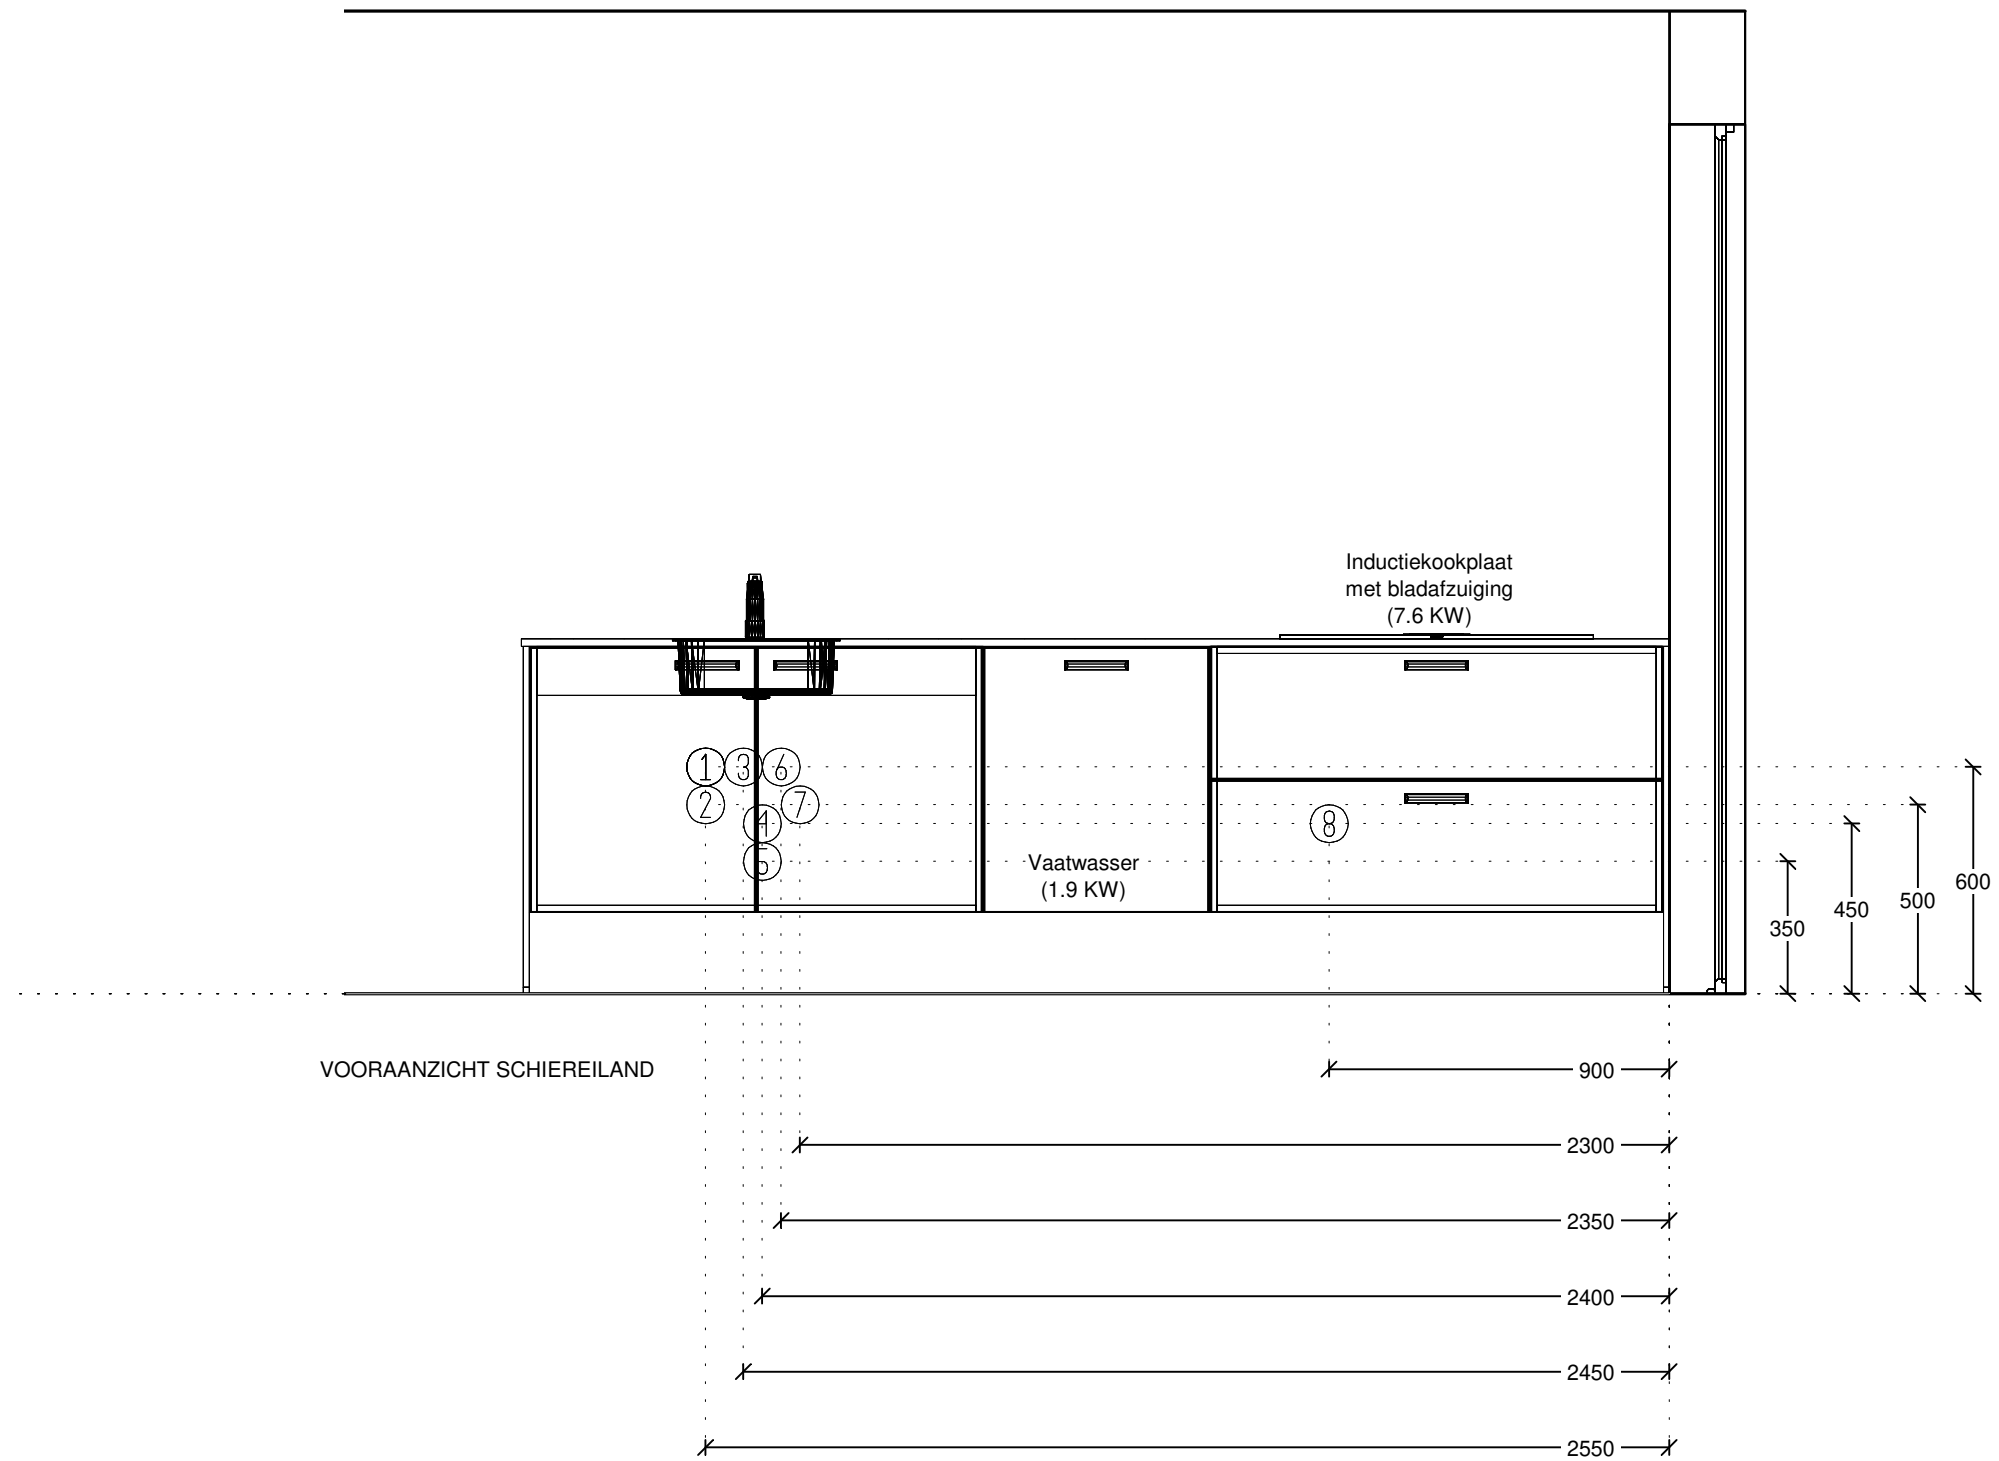 Inductiekookplaat
met bladafzuiging
(7.6 KW)
1 3 6
2 7
4 8
5
Vaatwasser
(1.9 KW)
600
500
450
350
VOORAANZICHT SCHIEREILAND
900
2300
2350
2400
2450
2550